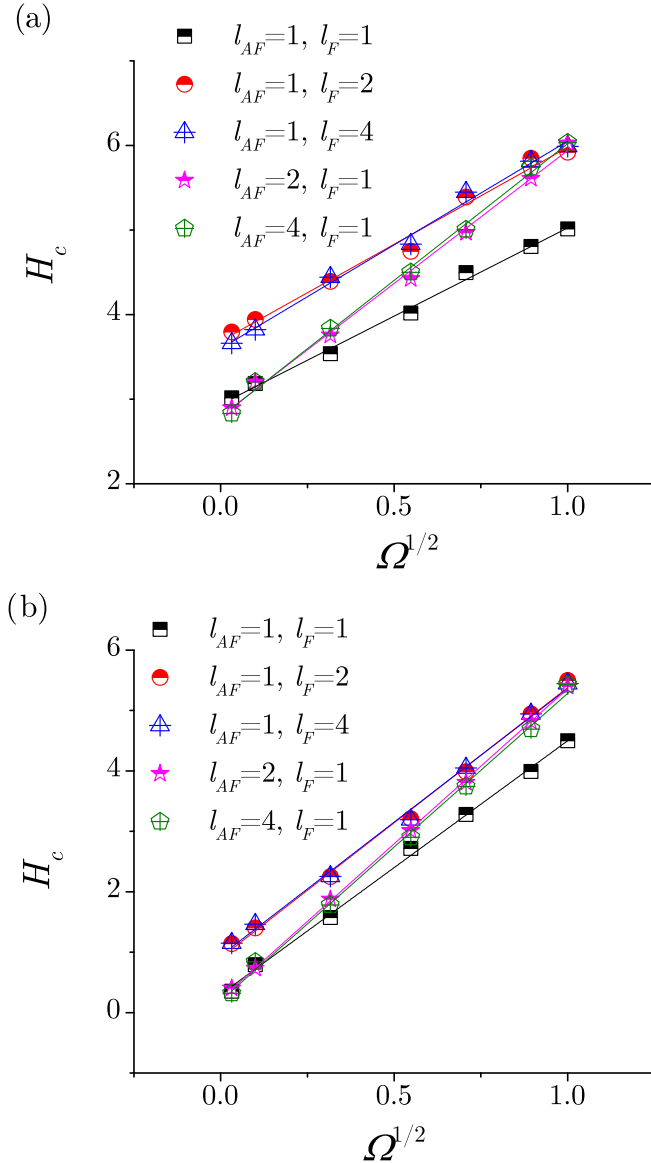 (a)
l_AF=1, l_F=1
l_AF=1, l_F=2
l_AF=1, l_F=4
l_AF=2, l_F=1
l_AF=4, l_F=1
6
4
2
H_c
0.0 0.5 1.0
Ω^1/2
(b)
l_AF=1, l_F=1
l_AF=1, l_F=2
l_AF=1, l_F=4
l_AF=2, l_F=1
l_AF=4, l_F=1
6
4
2
0
H_c
0.0 0.5 1.0
Ω^1/2